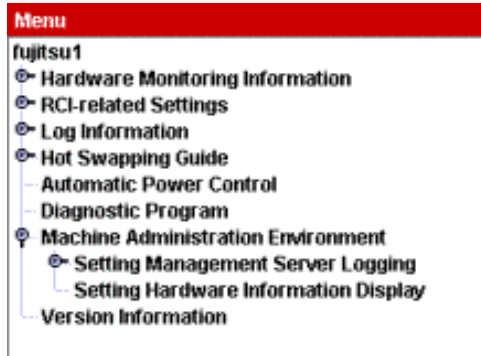 Menu
fujitsu1
Hardware Monitoring Information
RCI-related Settings
Log Information
Hot Swapping Guide
Automatic Power Control
Diagnostic Program
Machine Administration Environment
Setting Management Server Logging
Setting Hardware Information Display
Version Information